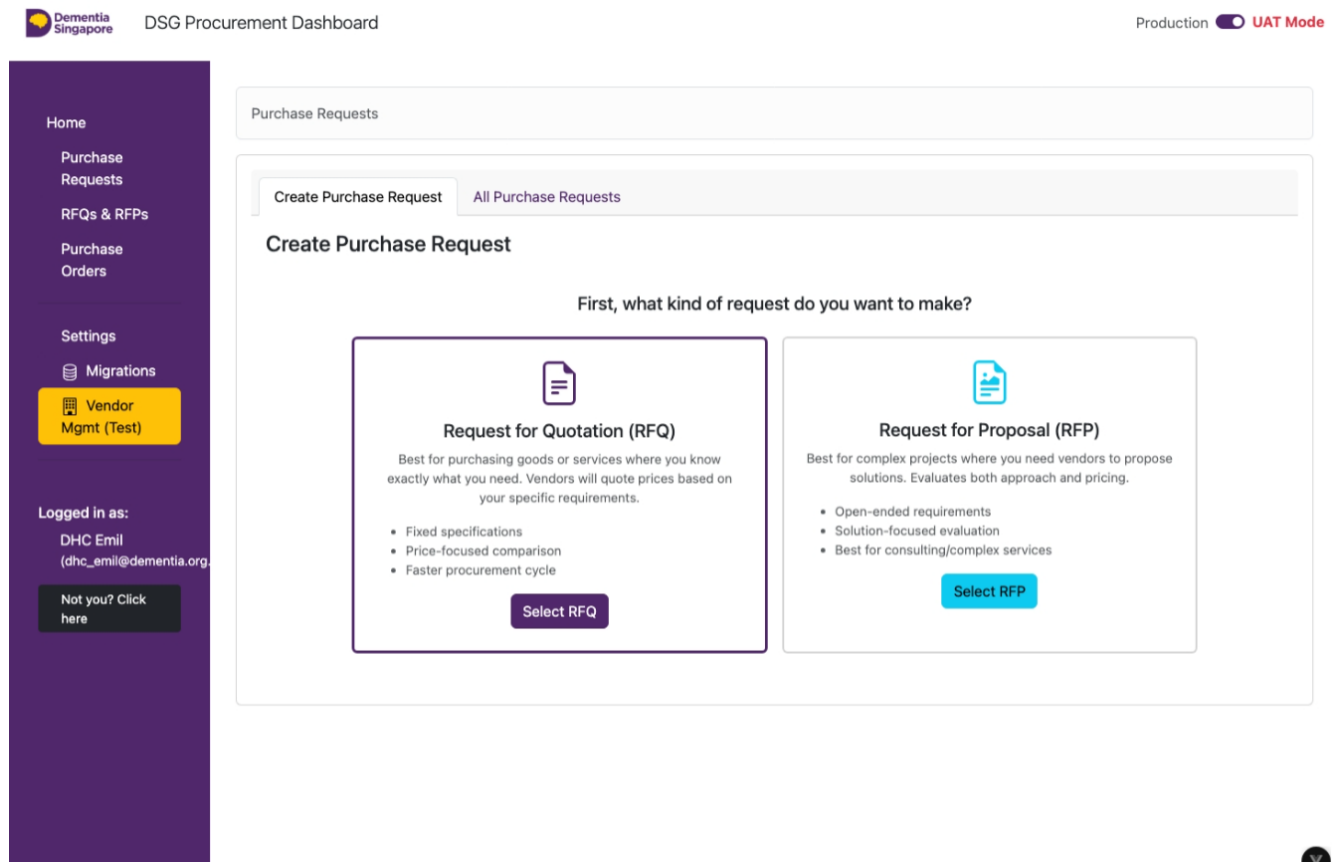 Dementia
Singapore
DSG Procurement Dashboard
Production
UAT Mode
Home
Purchase
Requests
RFQs & RFPs
Purchase
Orders
Settings
Migrations
Vendor
Mgmt (Test)
Logged in as:
DHC Emil
(dhc_emil@dementia.org.
Not you? Click
here
Purchase Requests
Create Purchase Request
All Purchase Requests
Create Purchase Request
First, what kind of request do you want to make?
Request for Quotation (RFQ)
Best for purchasing goods or services where you know
exactly what you need. Vendors will quote prices based on
your specific requirements.
• Fixed specifications
• Price-focused comparison
• Faster procurement cycle
Select RFQ
Request for Proposal (RFP)
Best for complex projects where you need vendors to propose
solutions. Evaluates both approach and pricing.
• Open-ended requirements
• Solution-focused evaluation
• Best for consulting/complex services
Select RFP